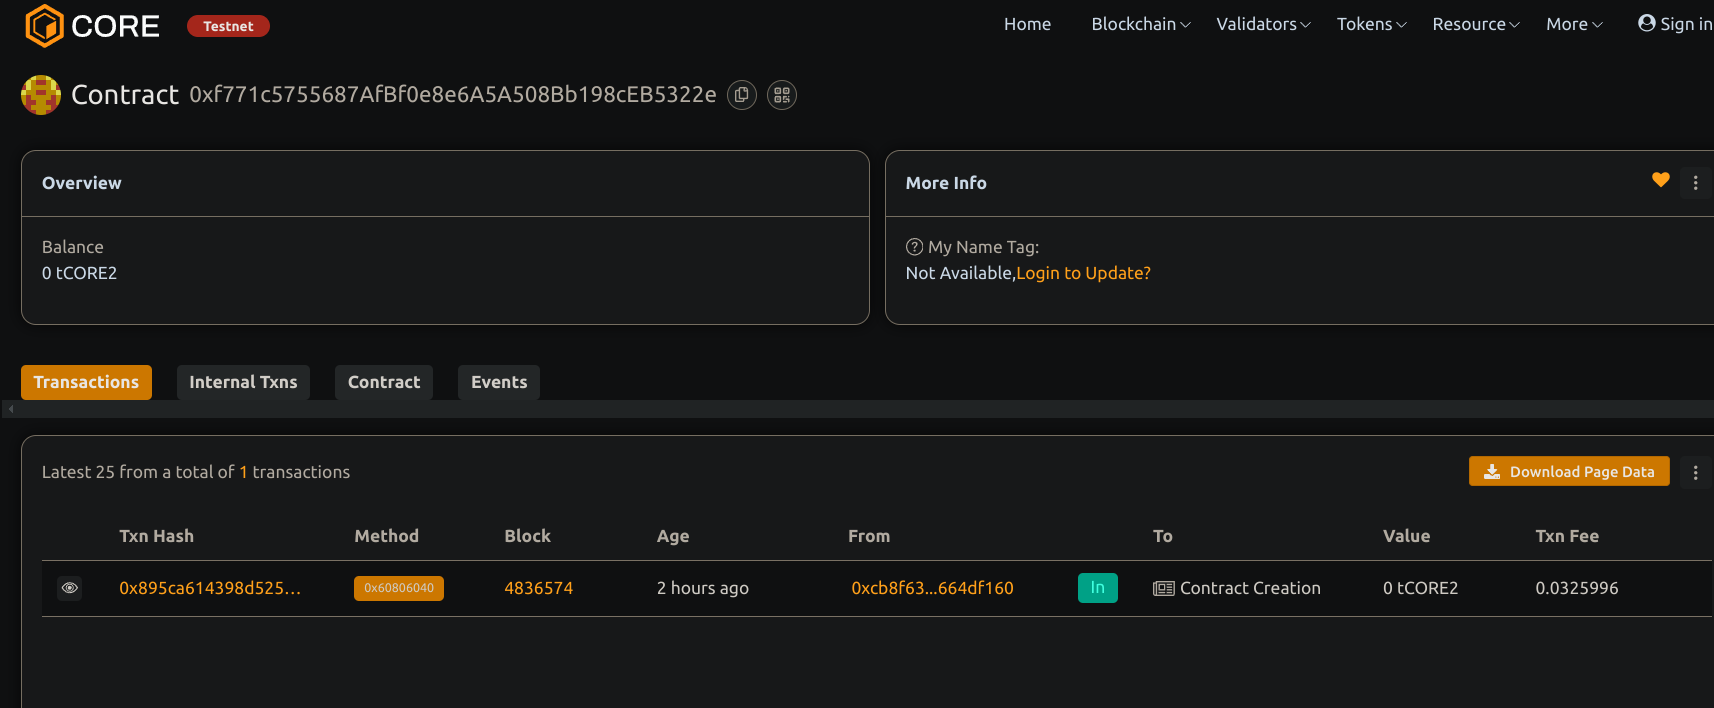 CORE Testnet Home Blockchain Validators Tokens Resource More Sign in
Contract 0xf771c5755687AfBf0e8e6A5A508Bb198cEB5322e
Overview
Balance
0 tCORE2
More Info
My Name Tag:
Not Available,Login to Update?
Transactions Internal Txns Contract Events
Latest 25 from a total of 1 transactions
Download Page Data
Txn Hash Method Block Age From To Value Txn Fee
0x895ca614398d525... 0x60806040 4836574 2 hours ago 0xcb8f63...664df160 In Contract Creation 0 tCORE2 0.0325996